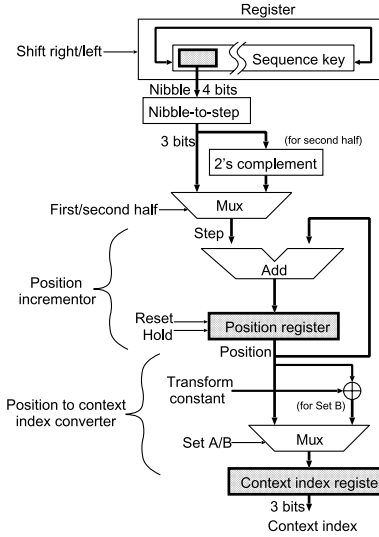 Register
Shift right/left
Sequence key
Nibble 4 bits
Nibble-to-step
3 bits
(for second half)
2's complement
First/second half
Mux
Step
Add
Position
incrementor
Reset
Hold
Position register
Position
Transform
constant
(for Set B)
Position to context
index converter
Set A/B
Mux
Context index register
3 bits
Context index